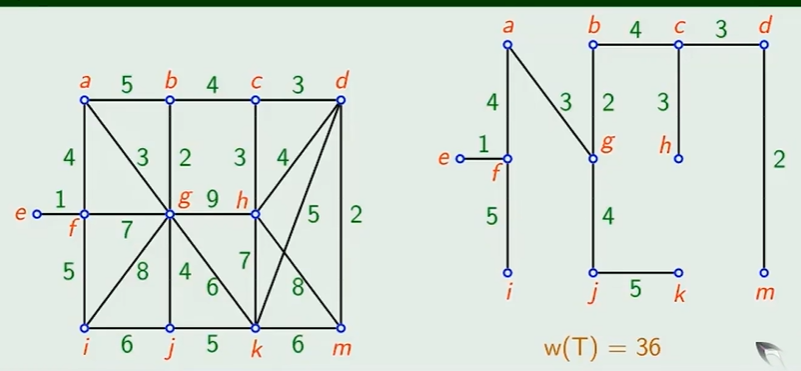 a 5 b 4 c 3 d
4 3 2 3 4
e 1 f 7 g 9 h 5 2
5 8 4 6 7 8
i 6 j 5 k 6 m
a b 4 c 3 d
4 3 2 3
e 1 f g h 2
5 4
i j 5 k m
w(T) = 36